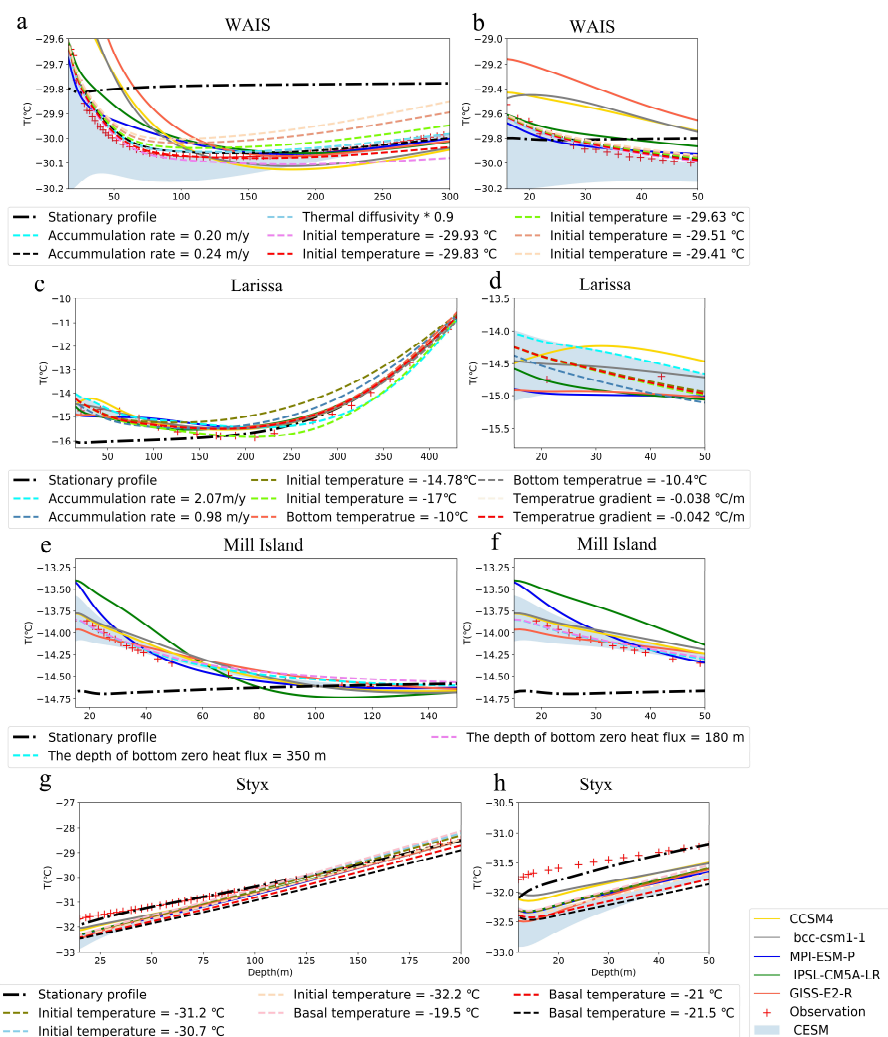 a
WAIS
b
WAIS
−29.6
−29.8
−30.0
−30.1
−30.2
T(℃)
50 100 150 200 250 300
−29.0
−29.2
−29.4
−29.6
−29.8
−30.0
−30.2
T(℃)
20 30 40 50
Stationary profile
Accummulation rate = 0.20 m/y
Accummulation rate = 0.24 m/y
Thermal diffusivity * 0.9
Initial temperature = -29.93 ℃
Initial temperature = -29.83 ℃
Initial temperature = -29.63 ℃
Initial temperature = -29.51 ℃
Initial temperature = -29.41 ℃
c
Larissa
d
Larissa
−10
−11
−12
−13
−14
−15
−16
T(℃)
50 100 150 200 250 300 350 400
−13.5
−14.0
−14.5
−15.0
−15.5
T(℃)
20 30 40 50
Stationary profile
Accummulation rate = 2.07m/y
Accummulation rate = 0.98 m/y
Initial temperature = -14.78℃
Initial temperature = -17℃
Bottom temperatrue = -10℃
Bottom temperatrue = -10.4℃
Temperatrue gradient = -0.038 ℃/m
Temperatrue gradient = -0.042 ℃/m
e
Mill Island
f
Mill Island
−13.25
−13.50
−13.75
−14.00
−14.25
−14.50
−14.75
T(℃)
20 40 60 80 100 120 140
−13.25
−13.50
−13.75
−14.00
−14.25
−14.50
−14.75
T(℃)
20 30 40 50
Stationary profile
The depth of bottom zero heat flux = 350 m
The depth of bottom zero heat flux = 180 m
g
Styx
h
Styx
−27
−28
−29
−30
−31
−32
−33
T(℃)
25 50 75 100 125 150 175 200
Depth(m)
−30.5
−31.0
−31.5
−32.0
−32.5
−33.0
T(℃)
20 30 40 50
Depth(m)
Stationary profile
Initial temperature = -31.2 ℃
Initial temperature = -30.7 ℃
Initial temperature = -32.2 ℃
Basal temperature = -19.5 ℃
Basal temperature = -21 ℃
Basal temperature = -21.5 ℃
CCSM4
bcc-csm1-1
MPI-ESM-P
IPSL-CM5A-LR
GISS-E2-R
Observation
CESM